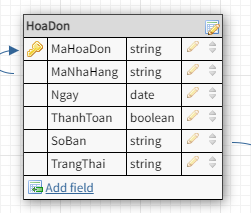 HoaDon
MaHoaDon string
MaNhaHang string
Ngay date
ThanhToan boolean
SoBan string
TrangThai string
Add field